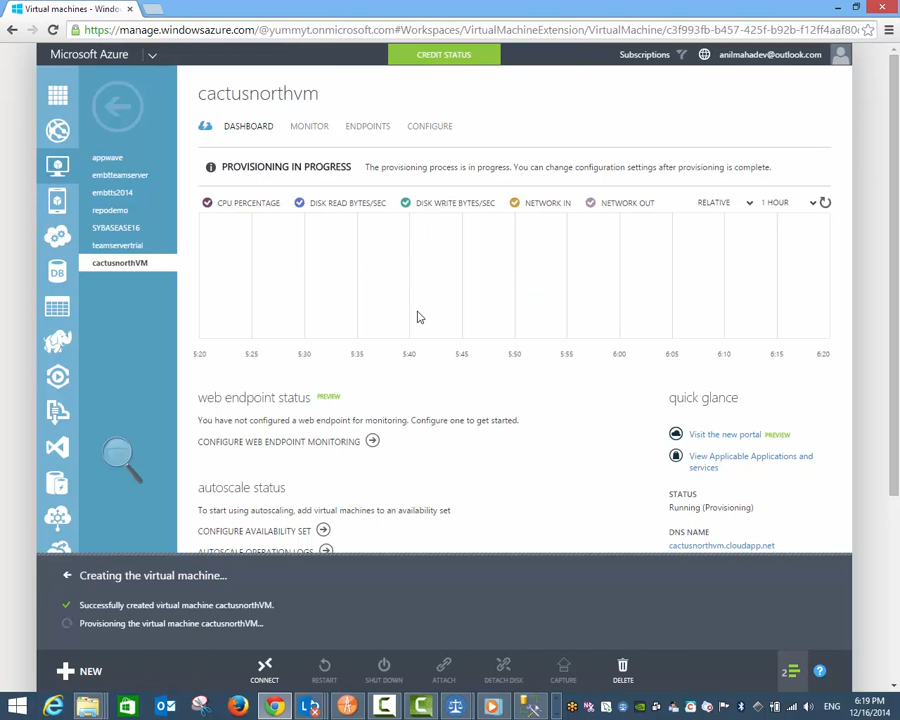 Virtual machines - Windo
https://manage.windowsazure.com/@yummyt.onmicrosoft.com#Workspaces/VirtualMachineExtension/VirtualMachine/c3f993fb-b457-425f-b92b-f12ff4aaf80
Microsoft Azure
CREDIT STATUS
Subscriptions
anilmahadev@outlook.com
cactusnorthvm
DASHBOARD MONITOR ENDPOINTS CONFIGURE
appwave
embtteamserver
embtts2014
repodemo
SYBASEASE16
teamservertrial
cactusnorthVM
DB
PROVISIONING IN PROGRESS The provisioning process is in progress. You can change configuration settings after provisioning is complete.
CPU PERCENTAGE DISK READ BYTES/SEC DISK WRITE BYTES/SEC NETWORK IN NETWORK OUT RELATIVE 1 HOUR
5:20 5:25 5:30 5:35 5:40 5:45 5:50 5:55 6:00 6:05 6:10 6:15 6:20
web endpoint status PREVIEW
You have not configured a web endpoint for monitoring. Configure one to get started.
CONFIGURE WEB ENDPOINT MONITORING
autoscale status
To start using autoscaling, add virtual machines to an availability set
CONFIGURE AVAILABILITY SET
AUTOSCALE OPERATION LOGS
quick glance
Visit the new portal PREVIEW
View Applicable Applications and
services
STATUS
Running (Provisioning)
DNS NAME
cactusnorthvm.cloudapp.net
Creating the virtual machine...
Successfully created virtual machine cactusnorthVM.
Provisioning the virtual machine cactusnorthVM...
NEW
CONNECT RESTART SHUT DOWN ATTACH DETACH DISK CAPTURE DELETE
2
?
ENG
6:19 PM
12/16/2014